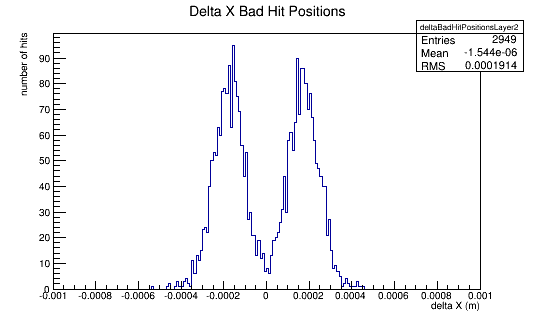 Delta X Bad Hit Positions
deltaBadHitPositionsLayer2
Entries 2949
Mean -1.544e-06
RMS 0.0001914
number of hits
90
80
70
60
50
40
30
20
10
0
-0.001 -0.0008 -0.0006 -0.0004 -0.0002 0 0.0002 0.0004 0.0006 0.0008 0.001
delta X (m)